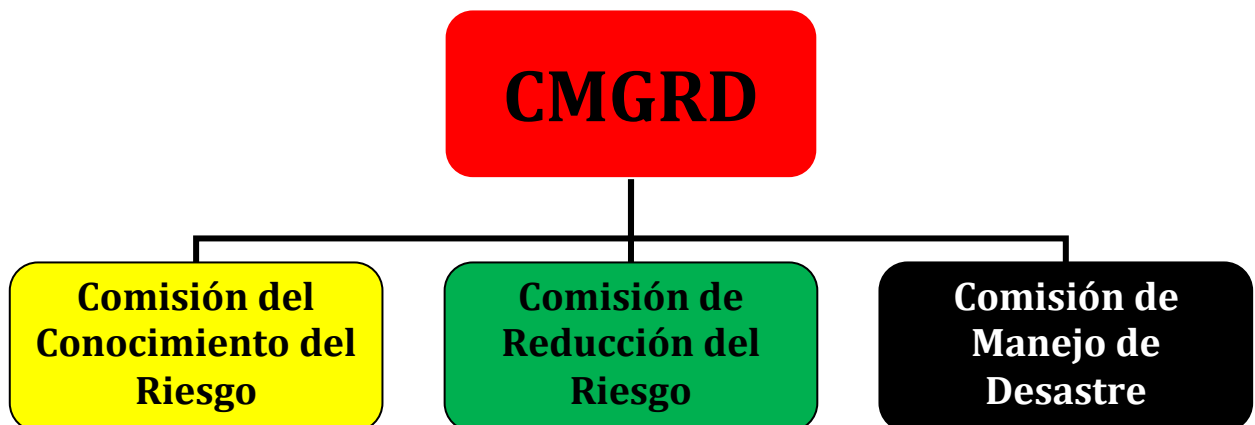 CMGRD
Comisión del
Conocimiento del
Riesgo
Comisión de
Reducción del
Riesgo
Comisión de
Manejo de
Desastre